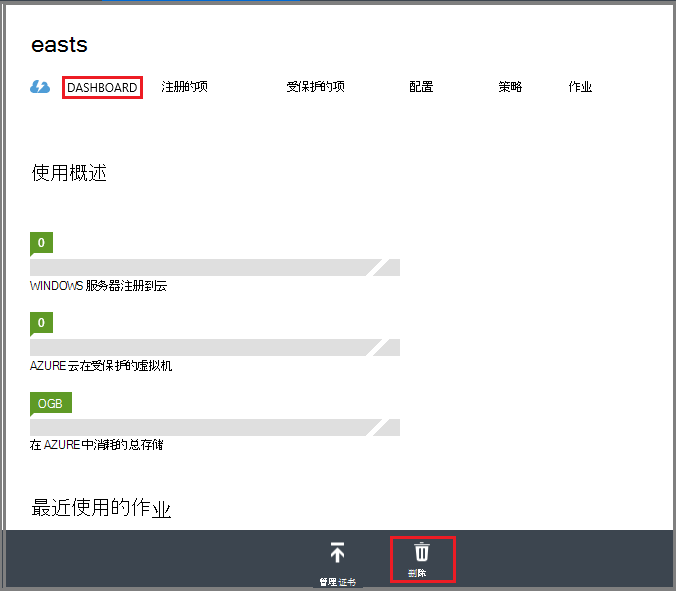 easts
DASHBOARD 注册的项 受保护的项 配置 策略 作业
使用概述
0
WINDOWS 服务器注册到云
0
AZURE 云在受保护的虚拟机
OGB
在 AZURE 中消耗的总存储
最近使用的作业
管理证书 删除